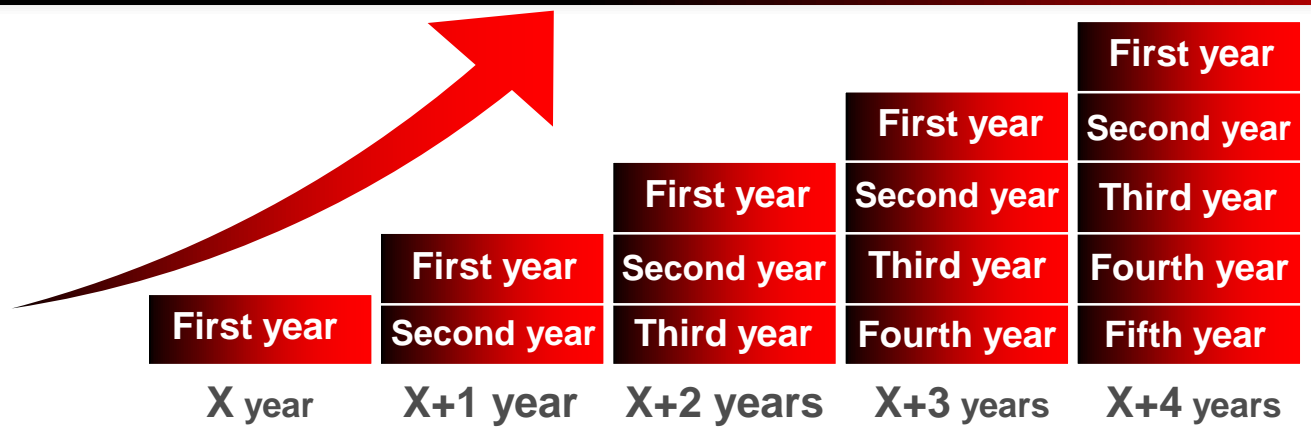 First year
First year
Second year
First year
Second year
Third year
First year
Second year
Third year
Fourth year
First year
Second year
Third year
Fourth year
Fifth year
X year
X+1 year
X+2 years
X+3 years
X+4 years